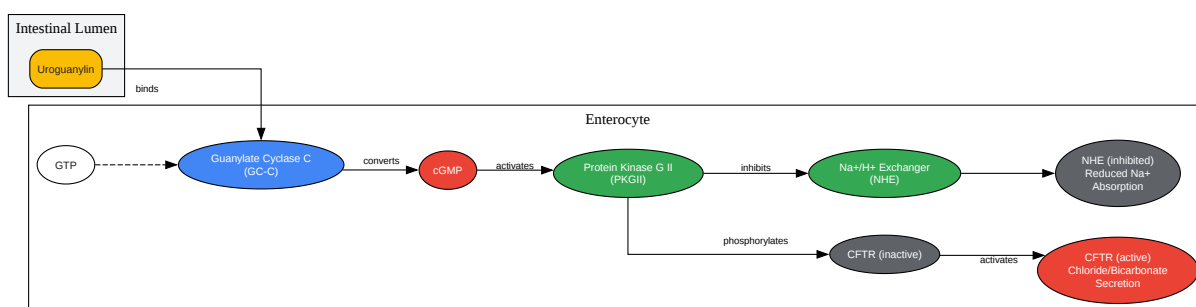 Intestinal Lumen
Uroguanylin
binds
Enterocyte
GTP
Guanylate Cyclase C
(GC-C)
converts
cGMP
activates
Protein Kinase G II
(PKGII)
inhibits
Na+/H+ Exchanger
(NHE)
NHE (inhibited)
Reduced Na+
Absorption
phosphorylates
CFTR (inactive)
activates
CFTR (active)
Chloride/Bicarbonate
Secretion